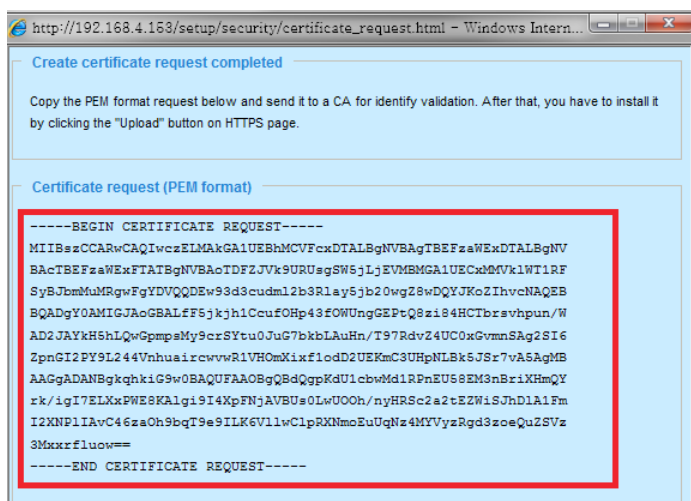 http://192.168.4.153/setup/security/certificate_request.html – Windows Intern...
Create certificate request completed
Copy the PEM format request below and send it to a CA for identify validation. After that, you have to install it
by clicking the "Upload" button on HTTPS page.
Certificate request (PEM format)
-----BEGIN CERTIFICATE REQUEST-----
MIIBszCCARwCAQIwczELMAkGA1UEBhMCVFcxDTALBgNVBAgTBEFzaWExDTALBgNV
BAcTBEFzaWExFTATBgNVBAoTDFZJVk9URUsgSW5jLjEVMBMGA1UECxMMVklWT1RF
SyBJbmMuMRgwFgYDVQQDEw93d3cudml2b3Rlay5jb20wgZ8wDQYJKoZIhvcNAQEB
BQADgY0AMIGJAoGBALfF5jkjh1CcufOHp43fOWUngGEPtQ8zi84HCTbrsvhpun/W
AD2JAYkH5hLQwGpmpsMy9crSYtu0JuG7bkbLAuHn/T97RdvZ4UC0xGvmnSAg2SI6
ZpnGI2PY9L244VnhuaircwvwR1VHOmXixf1odD2UEKmC3UHpNLBk5JSr7vA5AgMB
AAGgADANBgkqhkiG9w0BAQUFAAOBgQBdQgpKdU1cbwMd1RPnEU58EM3nBriXHmQY
rk/igI7ELXxPWE8KAlgi9I4XpFNjAVBUs0LwUOOh/nyHRSc2a2tEZWiSJhDlA1Fm
I2XNPlIAvC46zaOh9bqT9e9ILK6VllwClpRXNmoEuUqNz4MYVyzRgd3zoeQuZSVz
3Mxxrfluow==
-----END CERTIFICATE REQUEST-----